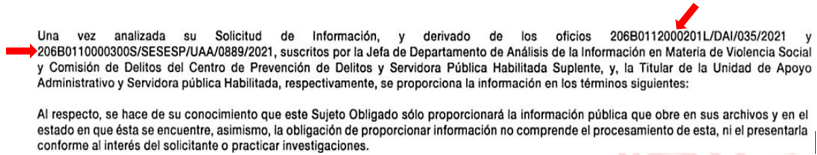 Una vez analizada su Solicitud de Información, y derivado de los oficios 206B0112000201L/DAI/035/2021 y
206B0110000300S/SESESP/UAA/0889/2021, suscritos por la Jefa de Departamento de Análisis de la Información en Materia de Violencia Social
y Comisión de Delitos del Centro de Prevención de Delitos y Servidora Pública Habilitada Suplente, y, la Titular de la Unidad de Apoyo
Administrativo y Servidora pública Habilitada, respectivamente, se proporciona la información en los términos siguientes:
Al respecto, se hace de su conocimiento que este Sujeto Obligado sólo proporcionará la información pública que obre en sus archivos y en el
estado en que ésta se encuentre, asimismo, la obligación de proporcionar información no comprende el procesamiento de esta, ni el presentarla
conforme al interés del solicitante o practicar investigaciones.